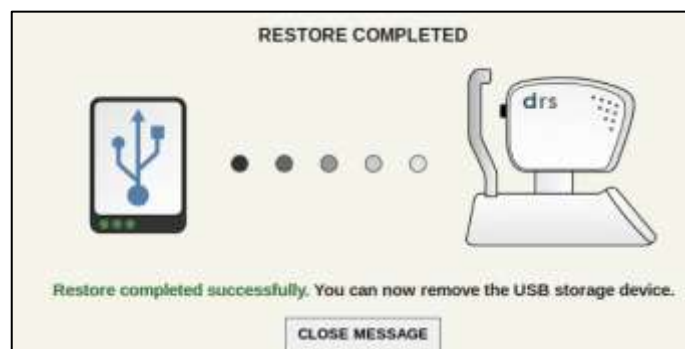 RESTORE COMPLETED
drs
Restore completed successfully. You can now remove the USB storage device.
CLOSE MESSAGE